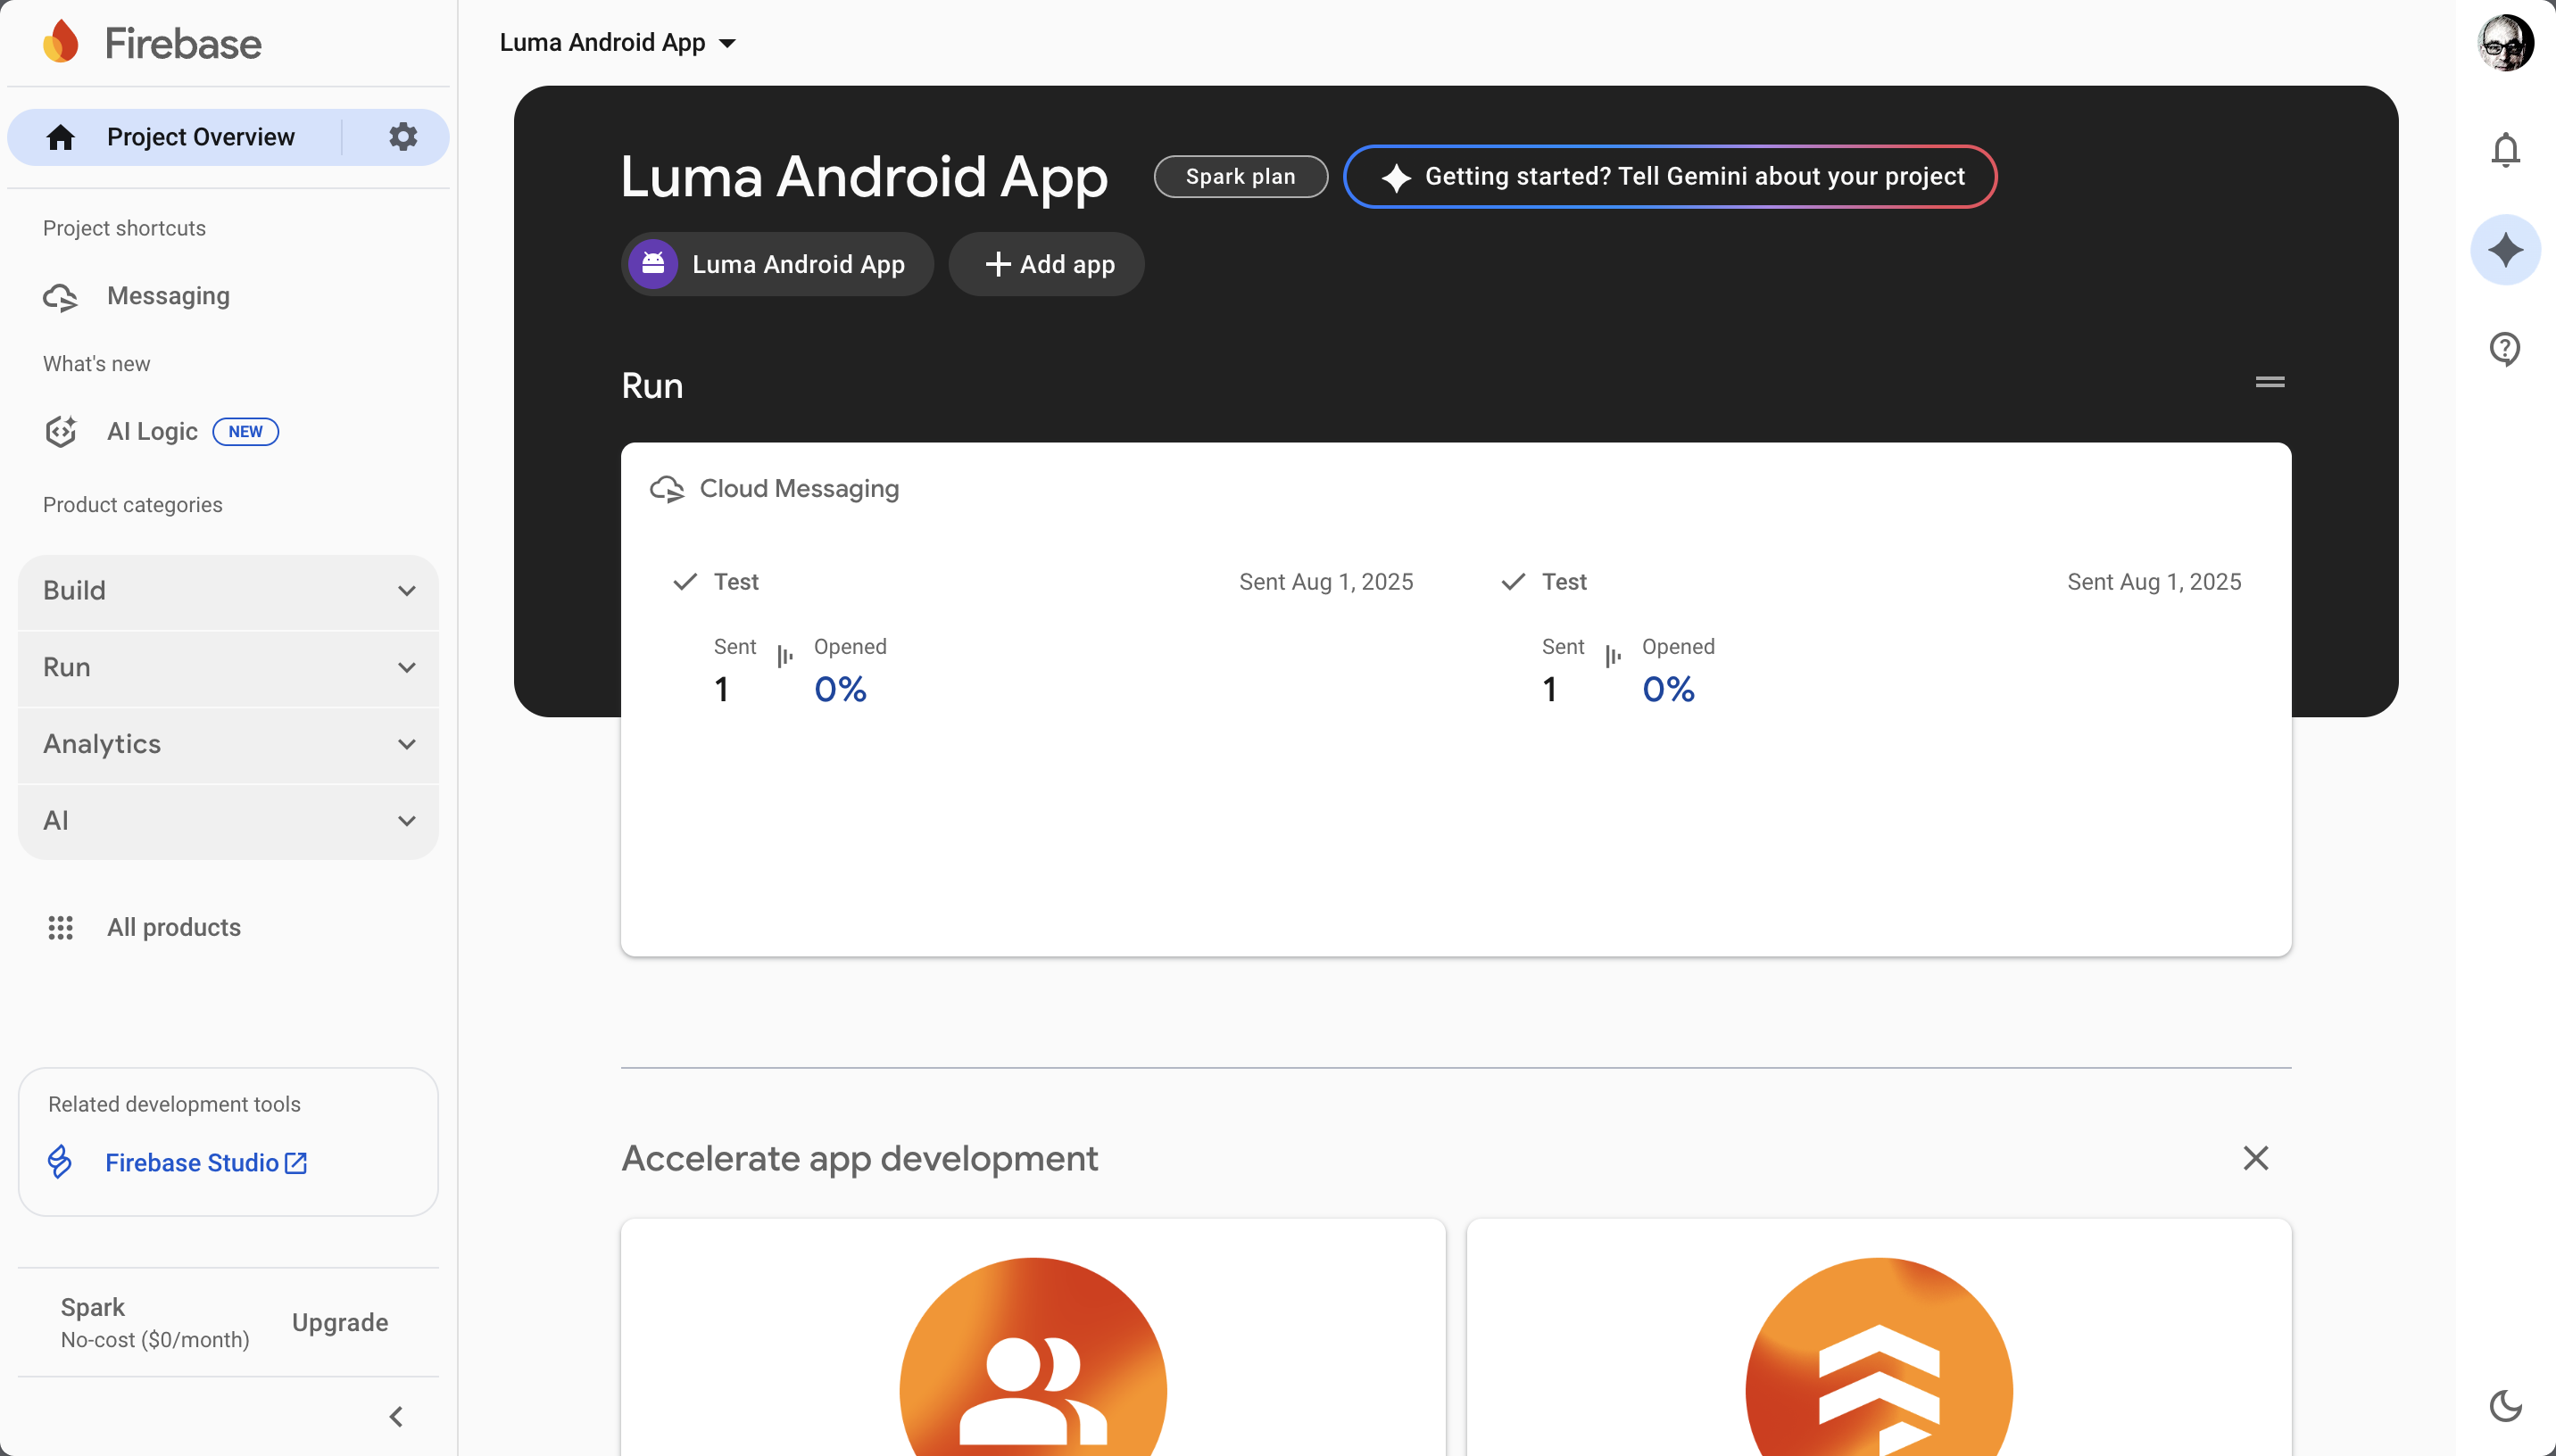 Firebase
Luma Android App
Project Overview
Project shortcuts
Messaging
What's new
AI Logic NEW
Product categories
Build
Run
Analytics
AI
All products
Related development tools
Firebase Studio
Spark
No-cost ($0/month)
Upgrade
Luma Android App
Spark plan
Getting started? Tell Gemini about your project
Luma Android App
Add app
Run
Cloud Messaging
Test Sent Aug 1, 2025
Sent Opened
1 0%
Test Sent Aug 1, 2025
Sent Opened
1 0%
Accelerate app development